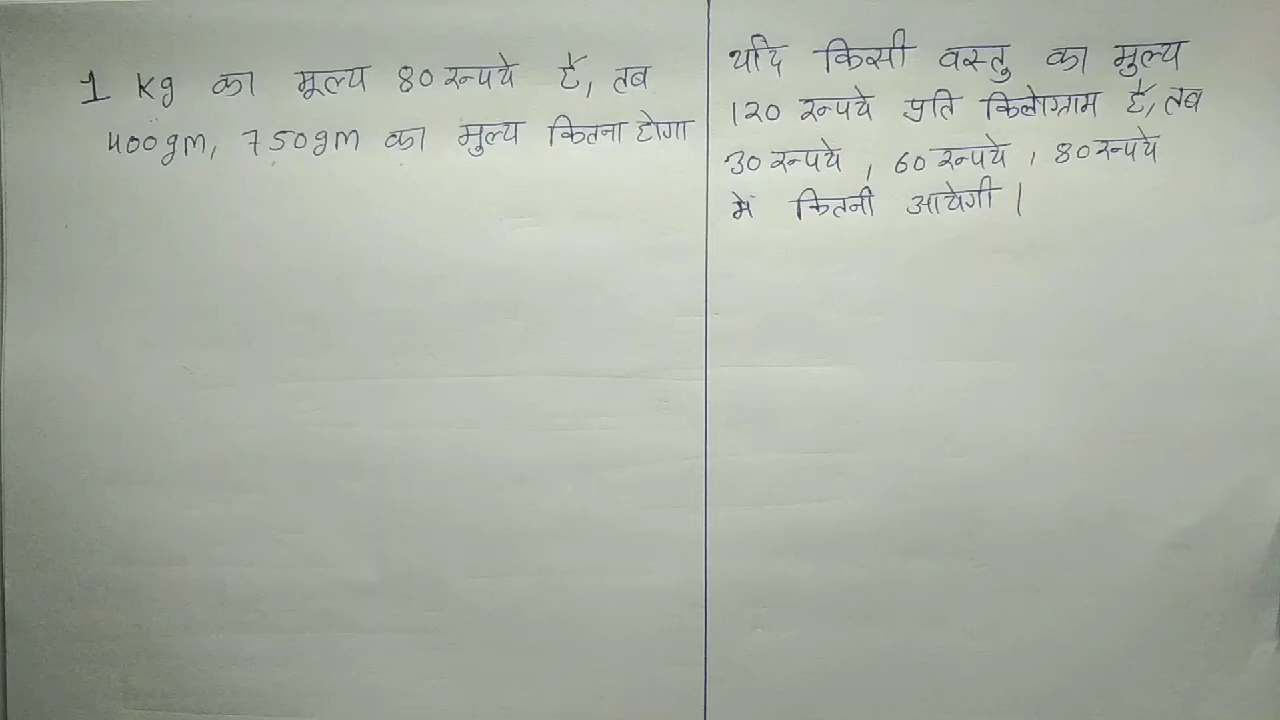 1 Kg का मूल्य 80 रूपये है, तब
400gm, 750gm का मुल्य कितना होगा
यदि किसी वस्तु का मुल्य
120 रूपये प्रति किलोग्राम है, तब
30 रूपये , 60 रूपये , 80 रूपये
में कितनी आयेगी ।